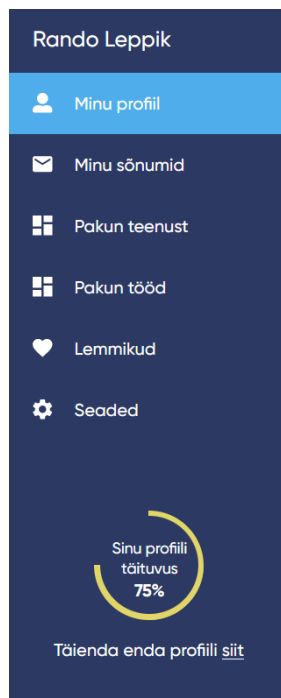 Rando Leppik
Minu profiil
Minu sõnumid
Pakun teenust
Pakun tööd
Lemmikud
Seaded
Sinu profiili
täituvus
75%
Täienda enda profiili siit